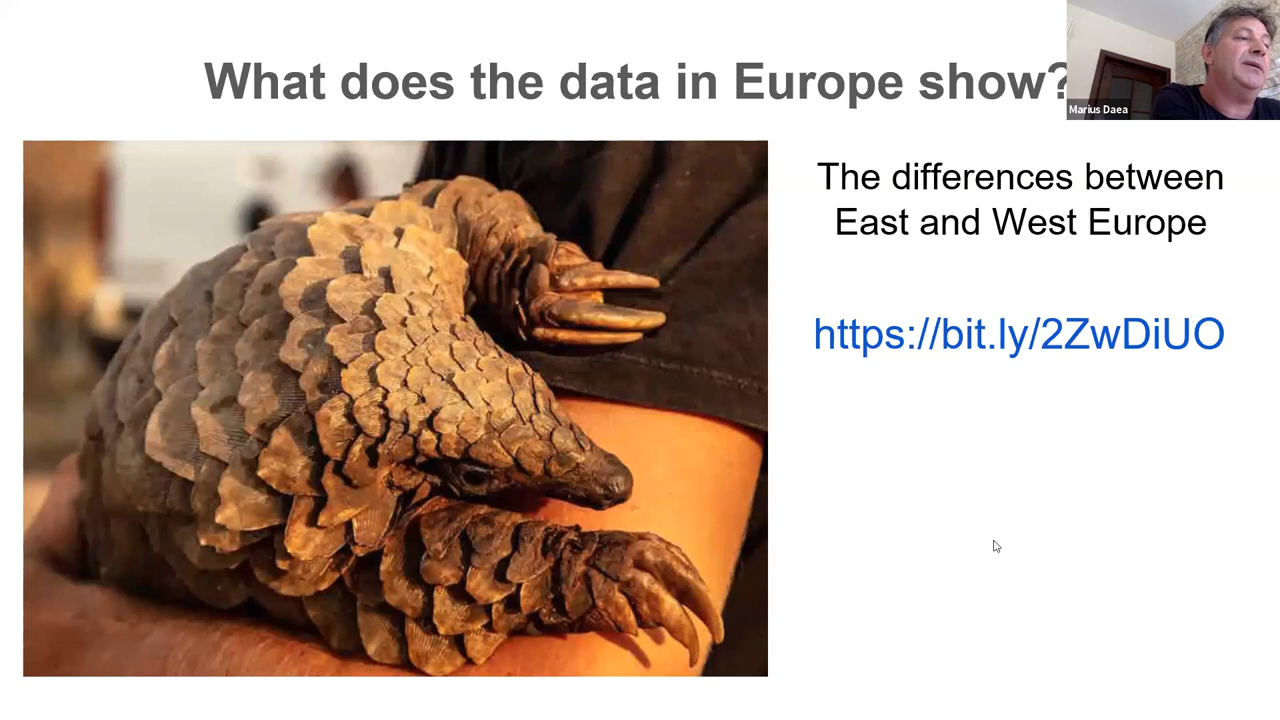 What does the data in Europe show?
Marius Daea
The differences between
East and West Europe
https://bit.ly/2ZwDiUO